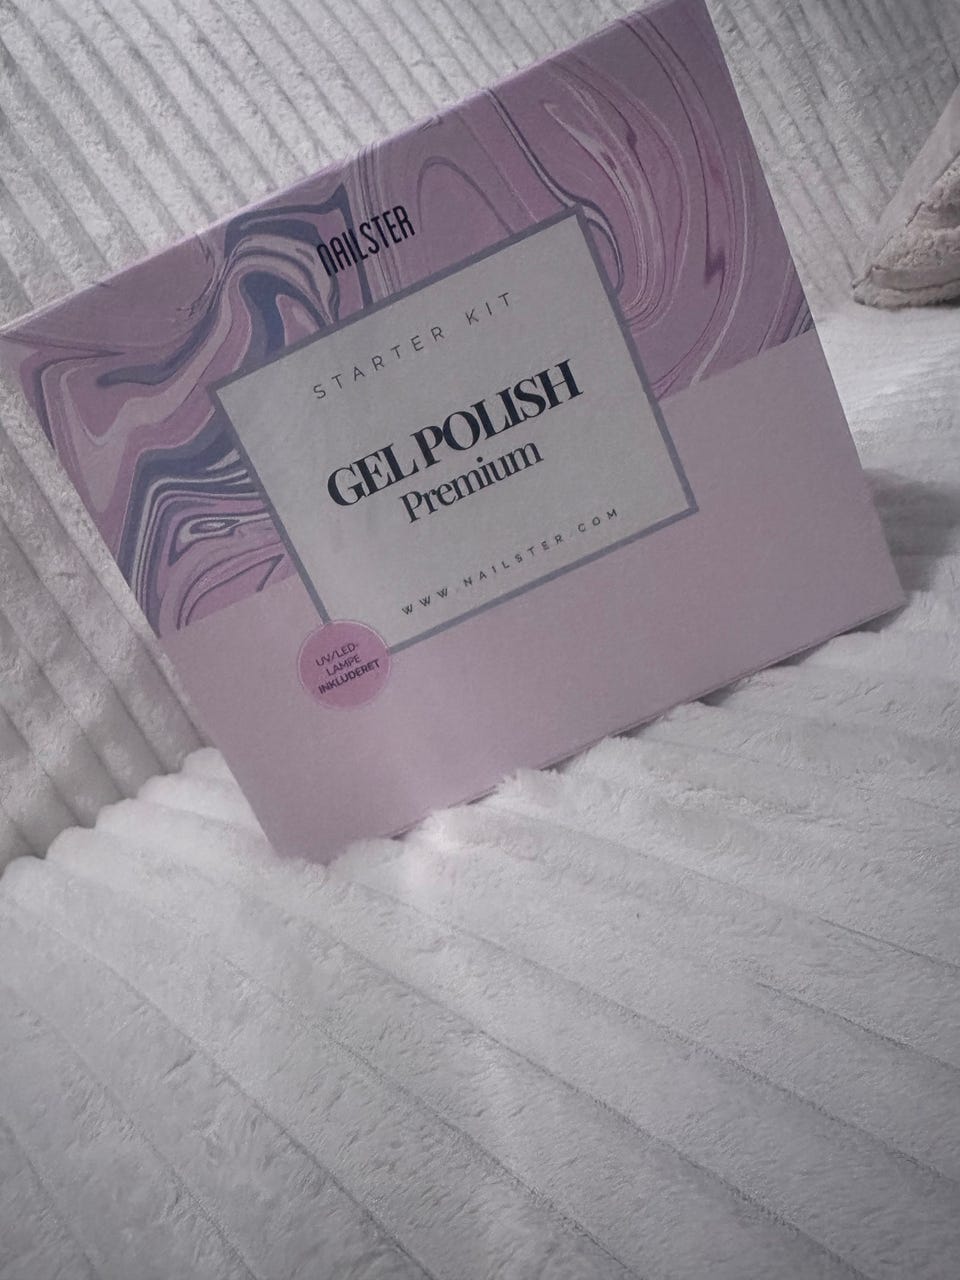 NAILSTER
STARTER KIT
GEL POLISH
Premium
WWW.NAILSTER.COM
UV/LED-
LAMPE
INKLUDERET